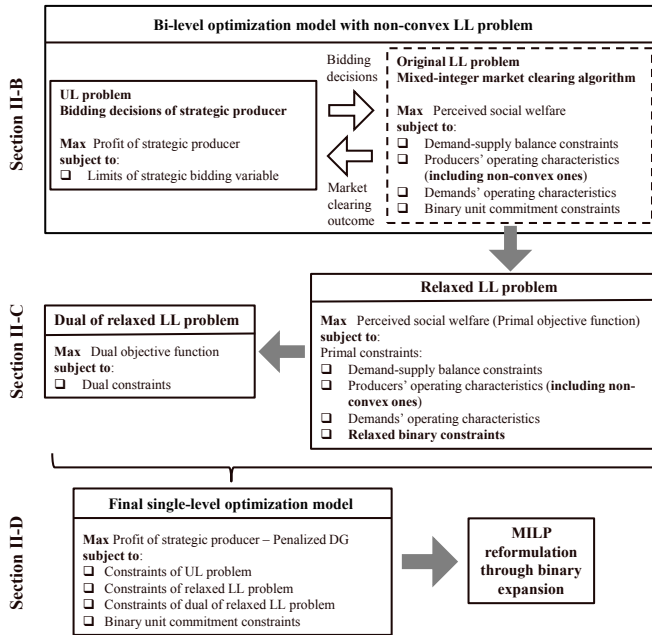 Section II-B
Bi-level optimization model with non-convex LL problem
UL problem
Bidding decisions of strategic producer
Max Profit of strategic producer
subject to:
❑ Limits of strategic bidding variable
Bidding
decisions
Market
clearing
outcome
Original LL problem
Mixed-integer market clearing algorithm
Max Perceived social welfare
subject to:
❑ Demand-supply balance constraints
❑ Producers' operating characteristics
(including non-convex ones)
❑ Demands' operating characteristics
❑ Binary unit commitment constraints
Section II-C
Dual of relaxed LL problem
Max Dual objective function
subject to:
❑ Dual constraints
Relaxed LL problem
Max Perceived social welfare (Primal objective function)
subject to:
Primal constraints:
❑ Demand-supply balance constraints
❑ Producers' operating characteristics (including non-
convex ones)
❑ Demands' operating characteristics
❑ Relaxed binary constraints
Section II-D
Final single-level optimization model
Max Profit of strategic producer – Penalized DG
subject to:
❑ Constraints of UL problem
❑ Constraints of relaxed LL problem
❑ Constraints of dual of relaxed LL problem
❑ Binary unit commitment constraints
MILP
reformulation
through binary
expansion